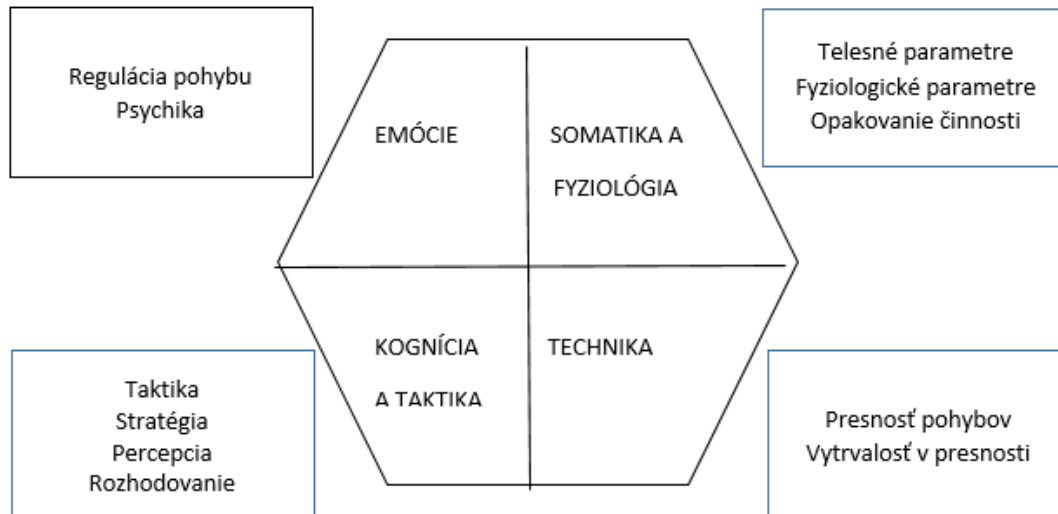 Regulácia pohybu
Psychika
EMÓCIE
SOMATIKA A
FYZIOLÓGIA
Telesné parametre
Fyziologické parametre
Opakovanie činnosti
Taktika
Stratégia
Percepcia
Rozhodovanie
KOGNÍCIA
A TAKTIKA
TECHNIKA
Presnosť pohybov
Vytrvalosť v presnosti